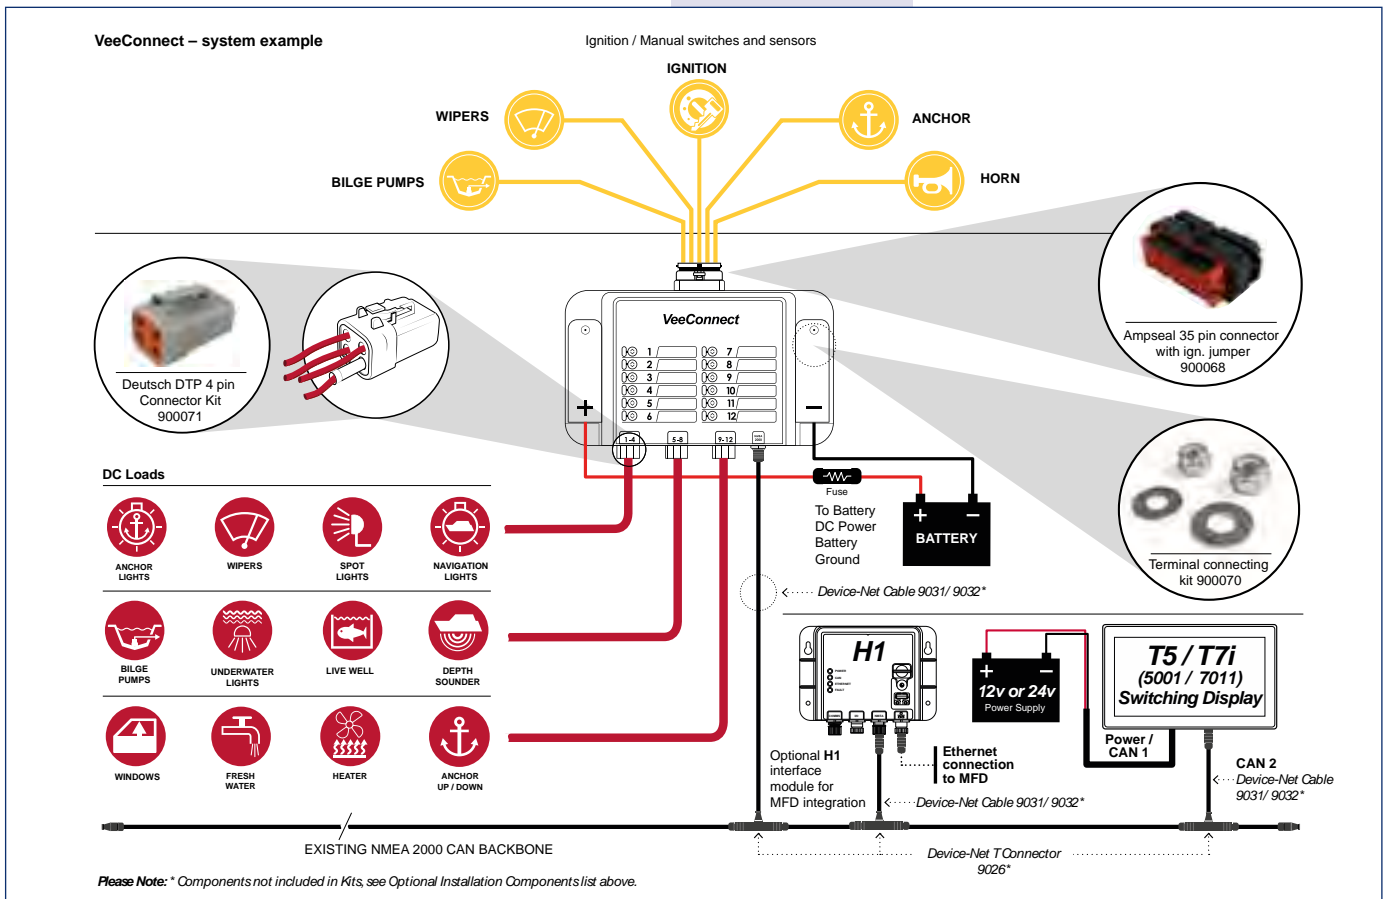 VeeConnect – system example
Ignition / Manual switches and sensors
IGNITION
WIPERS
ANCHOR
BILGE PUMPS
HORN
Ampseal 35 pin connector
with ign. jumper
900068
Deutsch DTP 4 pin
Connector Kit
900071
VeeConnect
1
2
3
4
5
6
7
8
9
10
11
12
+
–
1-4
5-8
9-12
Fuse
To Battery
DC Power
Battery
Ground
+ –
BATTERY
Terminal connecting
kit 900070
DC Loads
ANCHOR
LIGHTS
WIPERS
SPOT
LIGHTS
NAVIGATION
LIGHTS
BILGE
PUMPS
UNDERWATER
LIGHTS
LIVE WELL
DEPTH
SOUNDER
WINDOWS
FRESH
WATER
HEATER
ANCHOR
UP / DOWN
Device-Net Cable 9031/ 9032*
H1
POWER
CAN
ETHERNET
FAULT
Optional H1
interface
module for
MFD integration
Ethernet
connection
to MFD
Device-Net Cable 9031/ 9032*
+ –
12v or 24v
Power Supply
T5 / T7i
(5001 / 7011)
Switching Display
Power /
CAN 1
CAN 2
Device-Net Cable
9031/ 9032*
EXISTING NMEA 2000 CAN BACKBONE
Device-Net T Connector
9026*
Please Note: * Components not included in Kits, see Optional Installation Components list above.